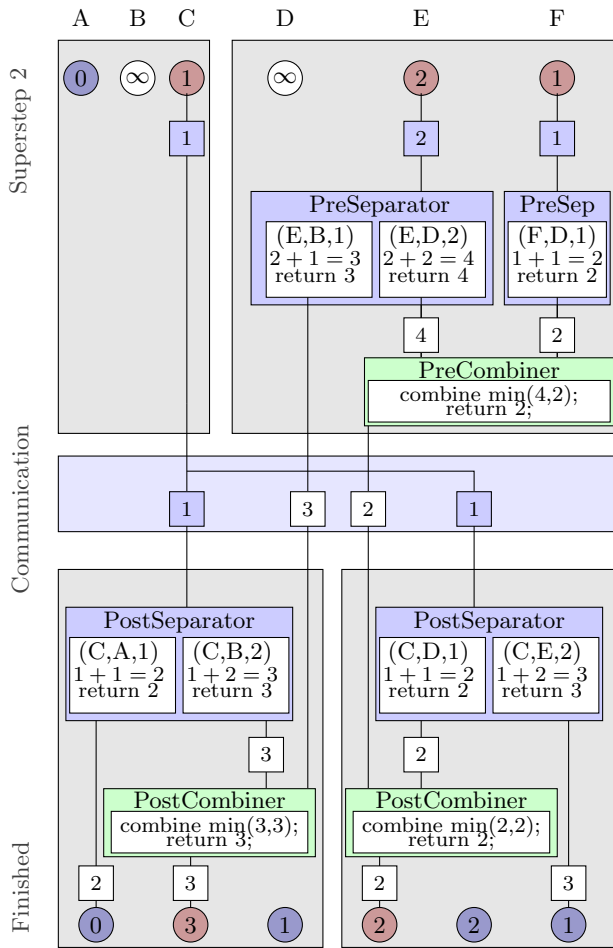 A B C D E F
Superstep 2
0 ∞ 1 ∞ 2 1
1 2 1
PreSeparator PreSep
(E,B,1) (E,D,2) (F,D,1)
2 + 1 = 3 2 + 2 = 4 1 + 1 = 2
return 3 return 4 return 2
4 2
PreCombiner
combine min(4,2);
return 2;
Communication
1 3 2 1
PostSeparator PostSeparator
(C,A,1) (C,B,2) (C,D,1) (C,E,2)
1 + 1 = 2 1 + 2 = 3 1 + 1 = 2 1 + 2 = 3
return 2 return 3 return 2 return 3
3 2
PostCombiner PostCombiner
combine min(3,3); combine min(2,2);
return 3; return 2;
Finished
2 3 2 3
0 3 1 2 2 1